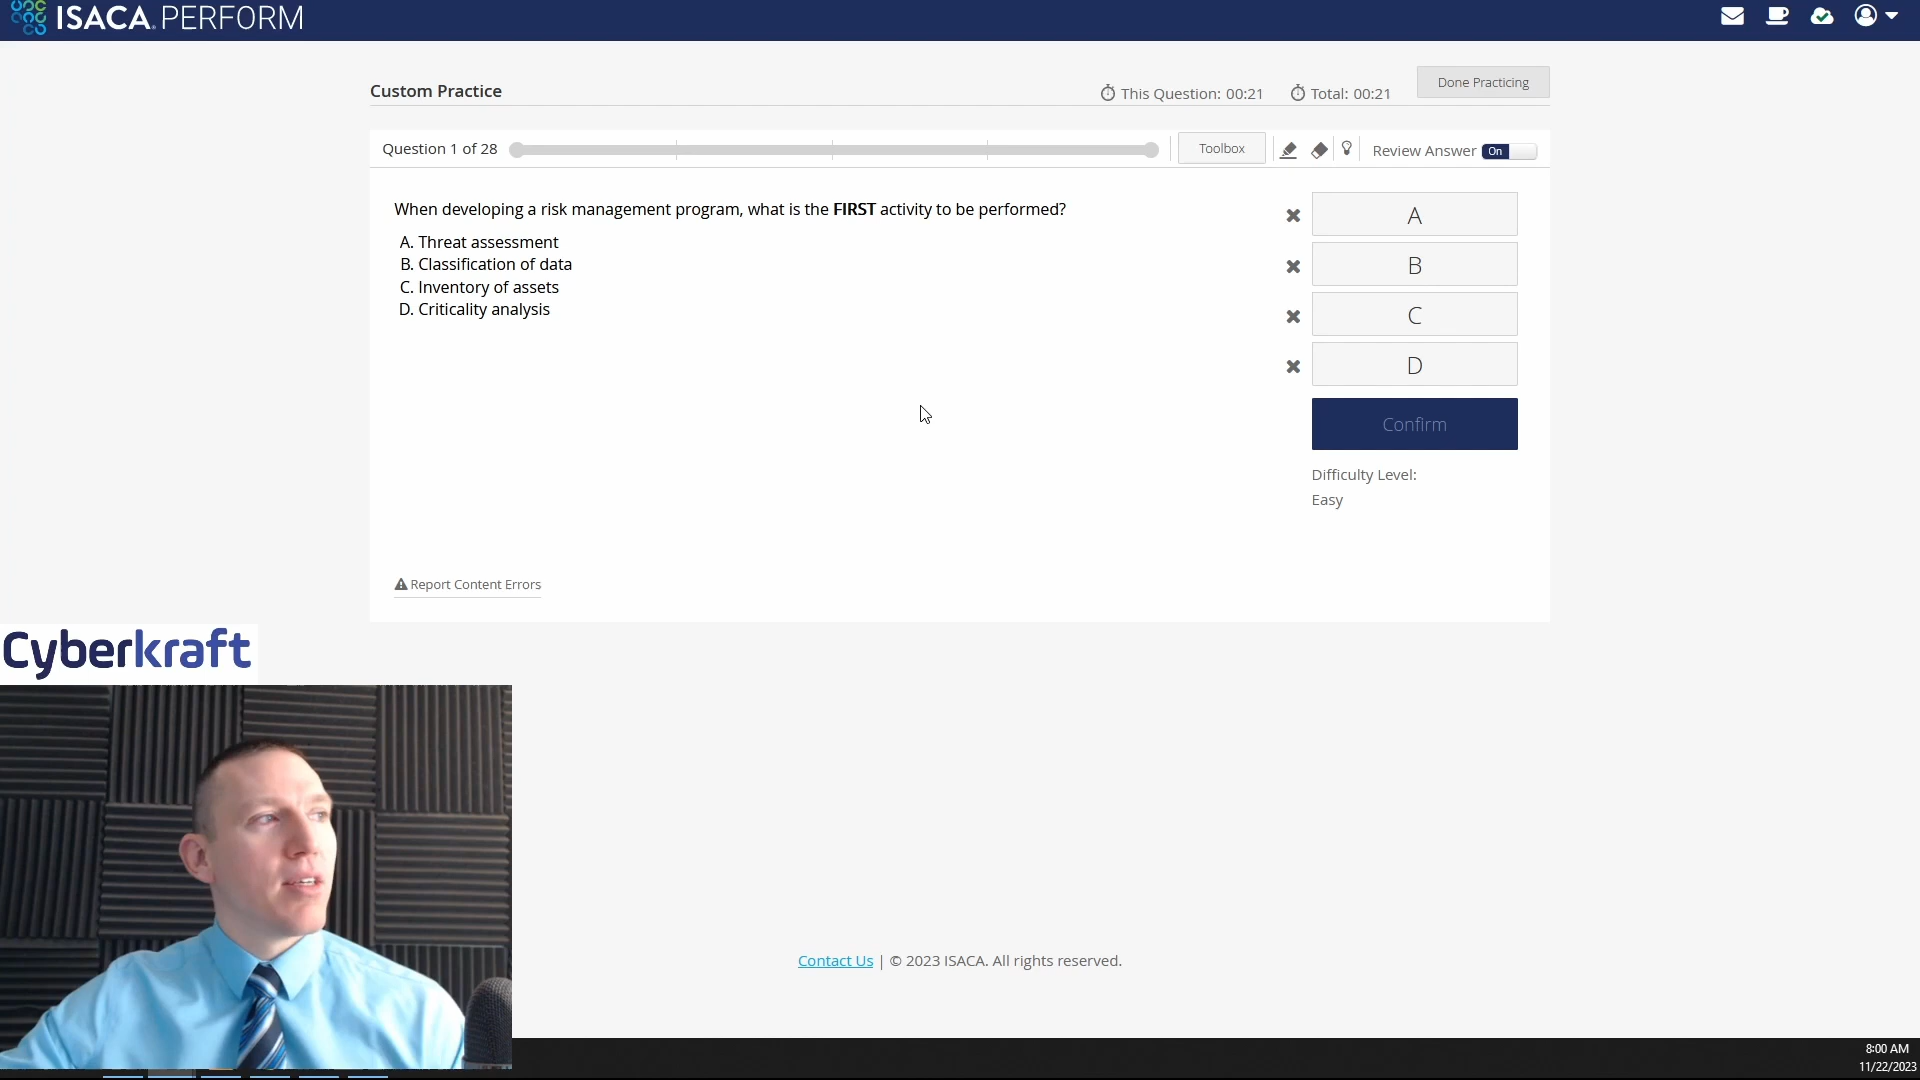 ISACA. PERFORM
Custom Practice
This Question: 00:21
Total: 00:21
Done Practicing
Question 1 of 28
Toolbox
Review Answer On
When developing a risk management program, what is the FIRST activity to be performed?
A. Threat assessment
B. Classification of data
C. Inventory of assets
D. Criticality analysis
A
B
C
D
Confirm
Difficulty Level:
Easy
Report Content Errors
Cyberkraft
Contact Us | © 2023 ISACA. All rights reserved.
8:00 AM
11/22/2023